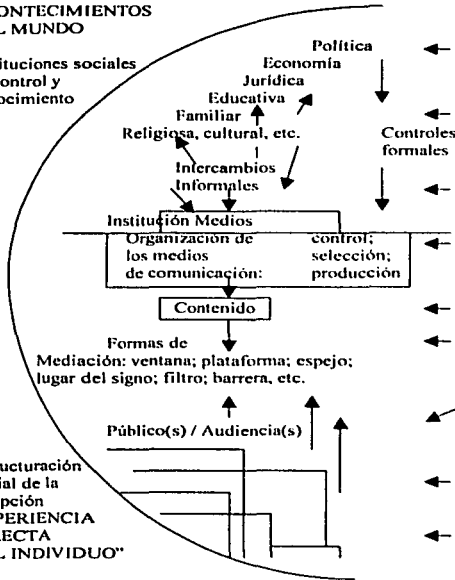 ONTECIMIENTOS
L MUNDO
Política
Economía
Jurídica
Educativa
Familiar
Religiosa, cultural, etc.
ituciones sociales
ontrol y
ocimiento
Controles
formales
Intercambios
Informales
Institución Medios
Organización de
los medios
de comunicación:
control;
selección;
producción
Contenido
Formas de
Mediación: ventana; plataforma; espejo;
lugar del signo; filtro; barrera, etc.
Público(s) / Audiencia(s)
ucturación
ial de la
pción
PERIENCIA
ECTA
L INDIVIDUO"